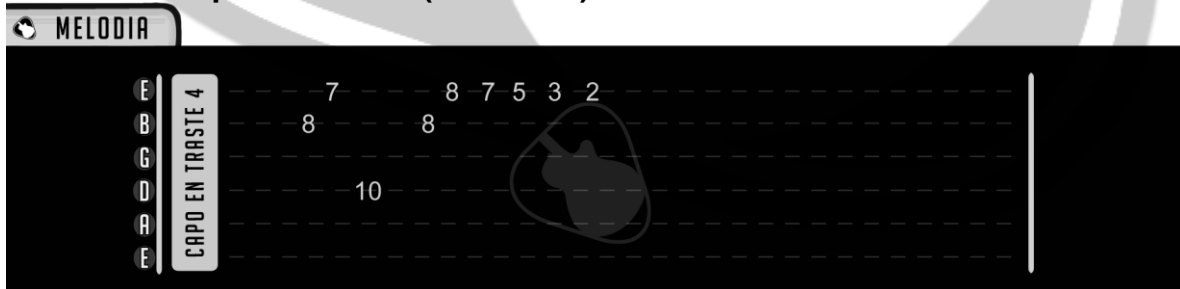 MELODIA
CAPO EN TRASTE 4
E - - - -7- - - - 8 -7 5 3 2 - - - - - - - - - - -
B - - -8- - - - 8 - - - - - - - - - - - - - - - - -
G - - - - - - - - - - - - - - - - - - - - - - - - -
D - - - - -10- - - - - - - - - - - - - - - - - - - -
A - - - - - - - - - - - - - - - - - - - - - - - - -
E - - - - - - - - - - - - - - - - - - - - - - - - -